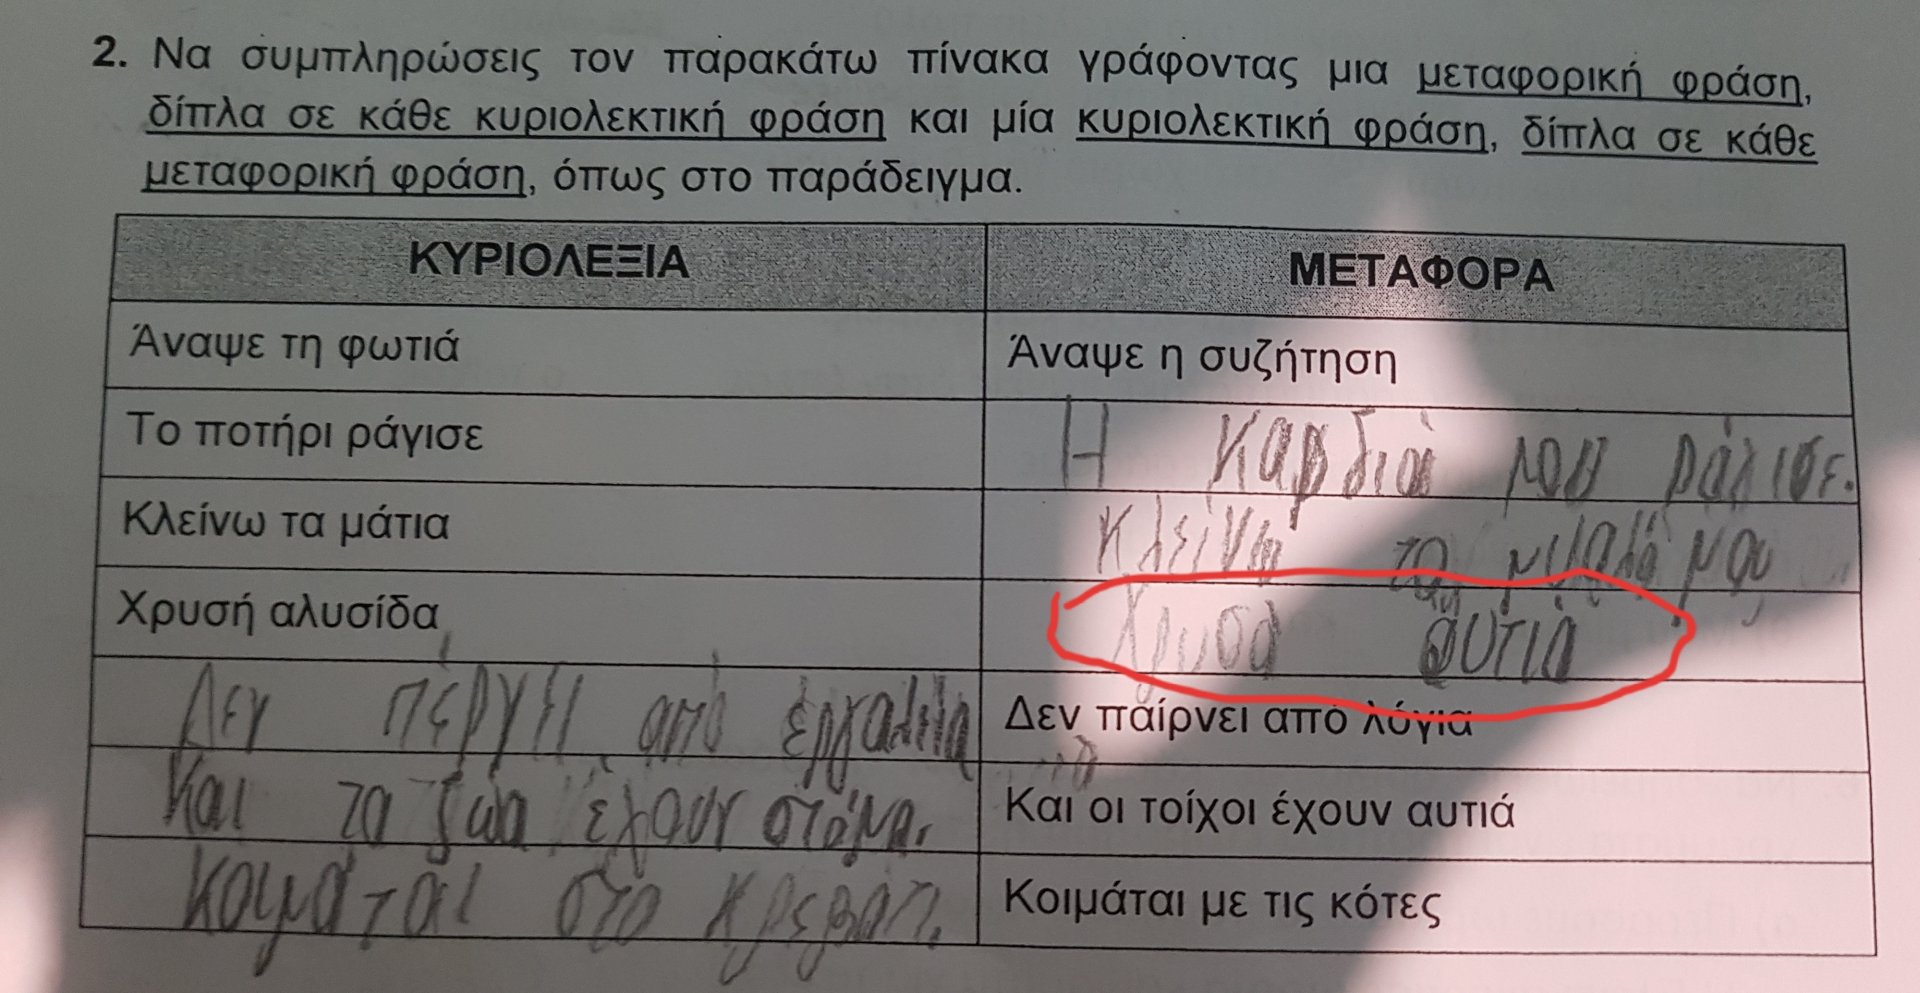 2. Να συμπληρώσεις τον παρακάτω πίνακα γράφοντας μια μεταφορική φράση,
δίπλα σε κάθε κυριολεκτική φράση και μία κυριολεκτική φράση, δίπλα σε κάθε
μεταφορική φράση, όπως στο παράδειγμα.
ΚΥΡΙΟΛΕΞΙΑ ΜΕΤΑΦΟΡΑ
Άναψε τη φωτιά Άναψε η συζήτηση
Το ποτήρι ράγισε Η καρδιά μου ράγισε.
Κλείνω τα μάτια Κλείνω το μυαλό μου
Χρυσή αλυσίδα Χρυσά αυτιά
Δεν πέρνει από εργαλεία Δεν παίρνει από λόγια
Και τα ζώα έχουν στόμα. Και οι τοίχοι έχουν αυτιά
Κοιμάται στο κρεβάτι. Κοιμάται με τις κότες